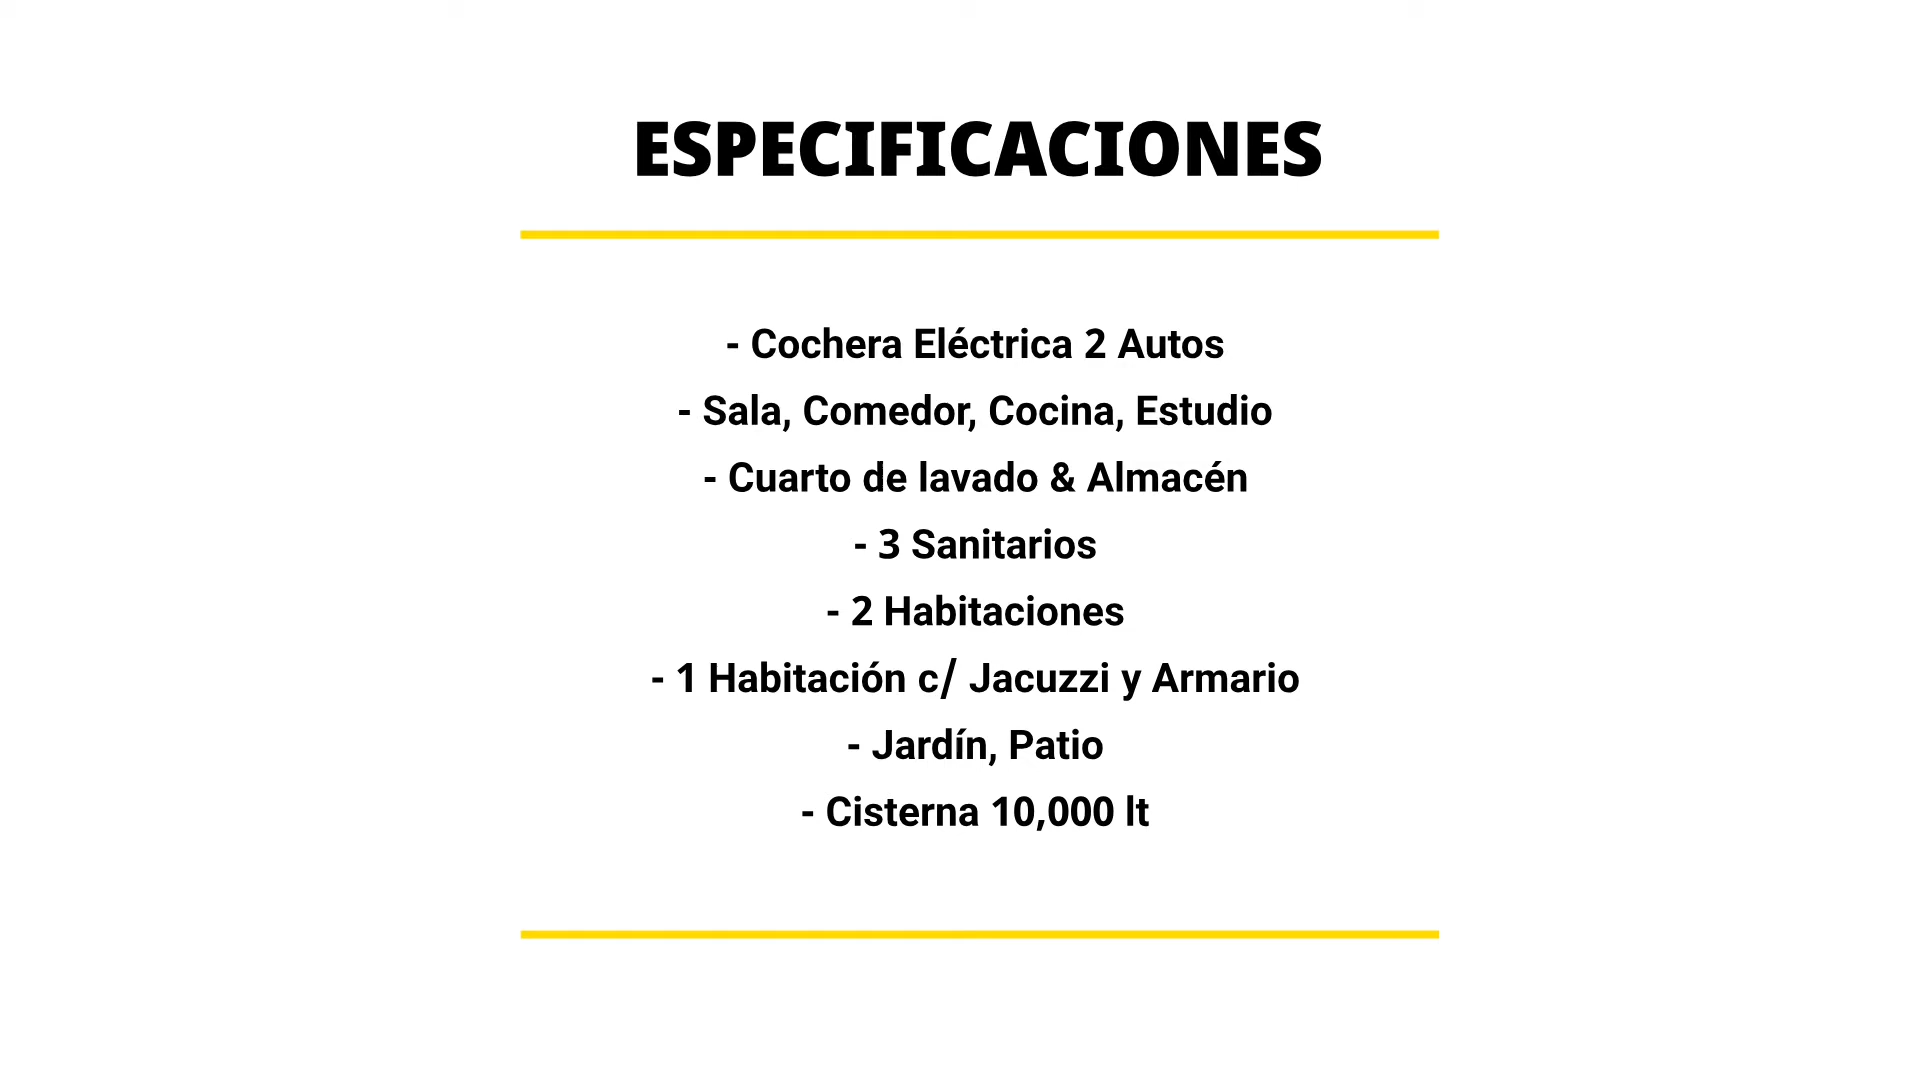 ESPECIFICACIONES
- Cochera Eléctrica 2 Autos
- Sala, Comedor, Cocina, Estudio
- Cuarto de lavado & Almacén
- 3 Sanitarios
- 2 Habitaciones
- 1 Habitación c/ Jacuzzi y Armario
- Jardín, Patio
- Cisterna 10,000 lt